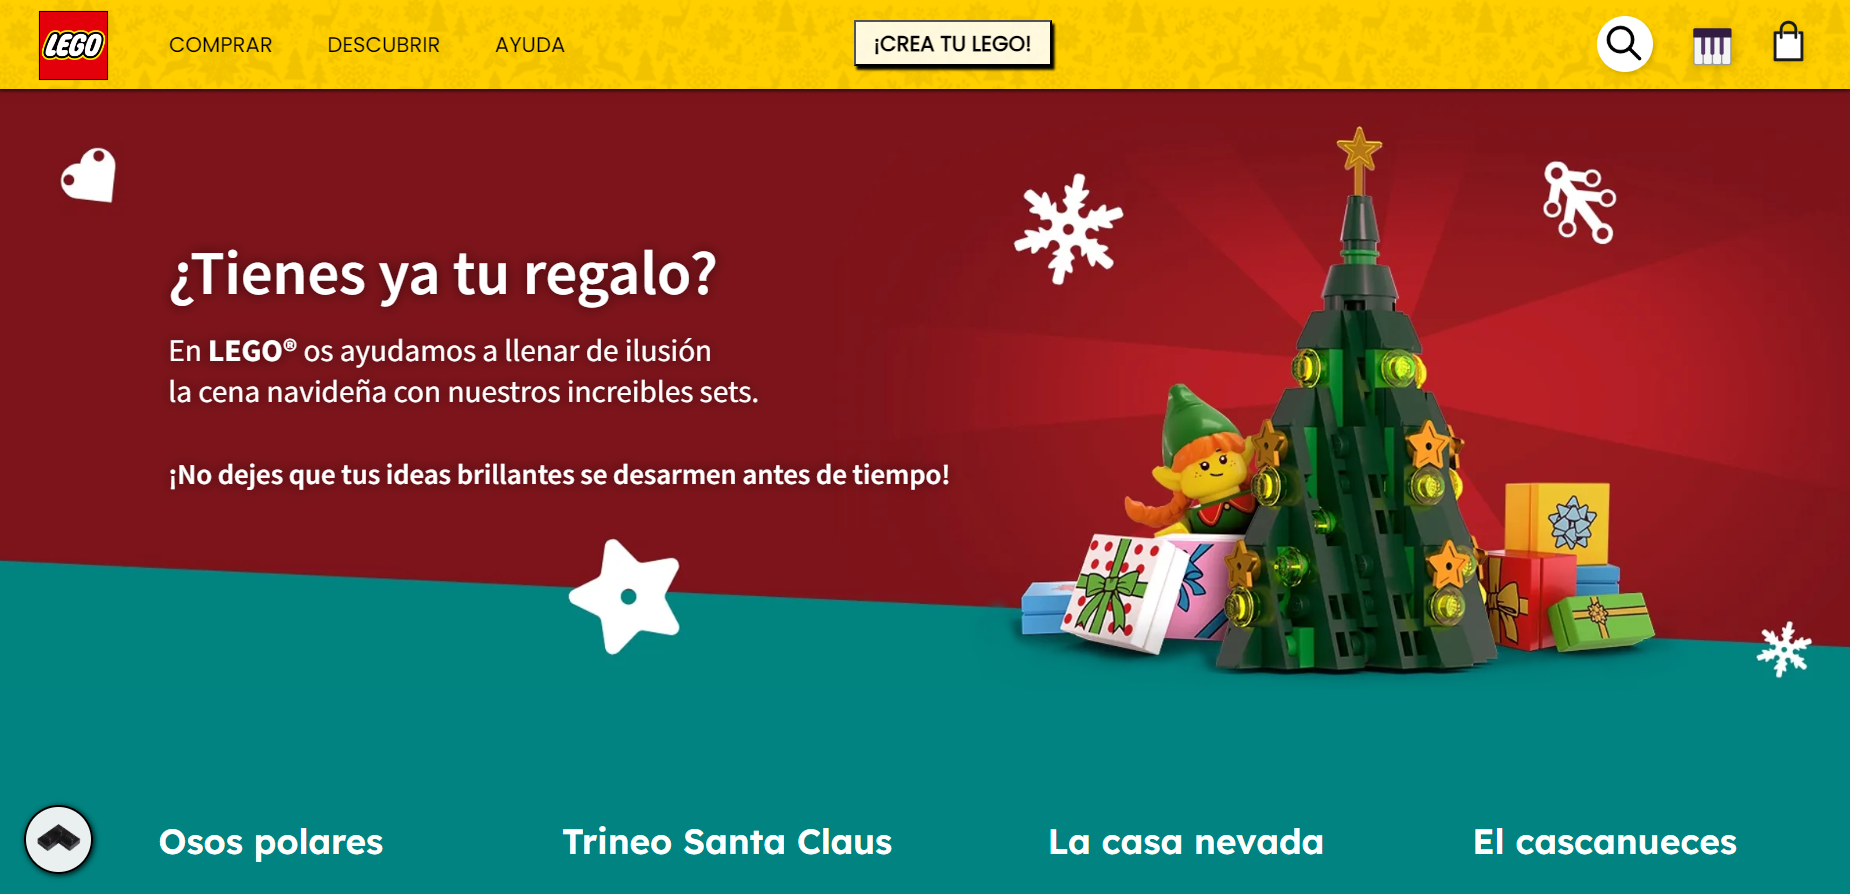 LEGO
COMPRAR
DESCUBRIR
AYUDA
¡CREA TU LEGO!
¿Tienes ya tu regalo?
En LEGO® os ayudamos a llenar de ilusión
la cena navideña con nuestros increibles sets.
¡No dejes que tus ideas brillantes se desarmen antes de tiempo!
Osos polares
Trineo Santa Claus
La casa nevada
El cascanueces